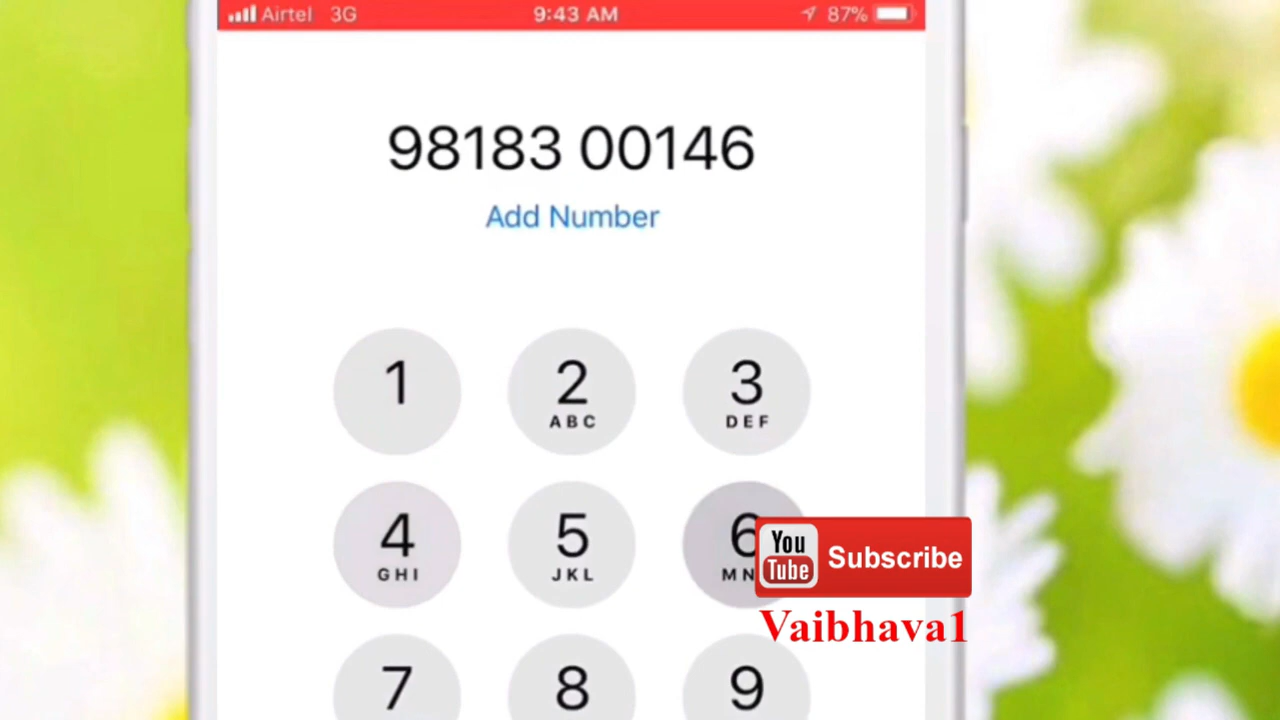 Airtel 3G 9:43 AM 87%
98183 00146
Add Number
1 2 3
ABC DEF
4 5 6
GHI JKL MN
You Tube Subscribe
Vaibhava1
7 8 9